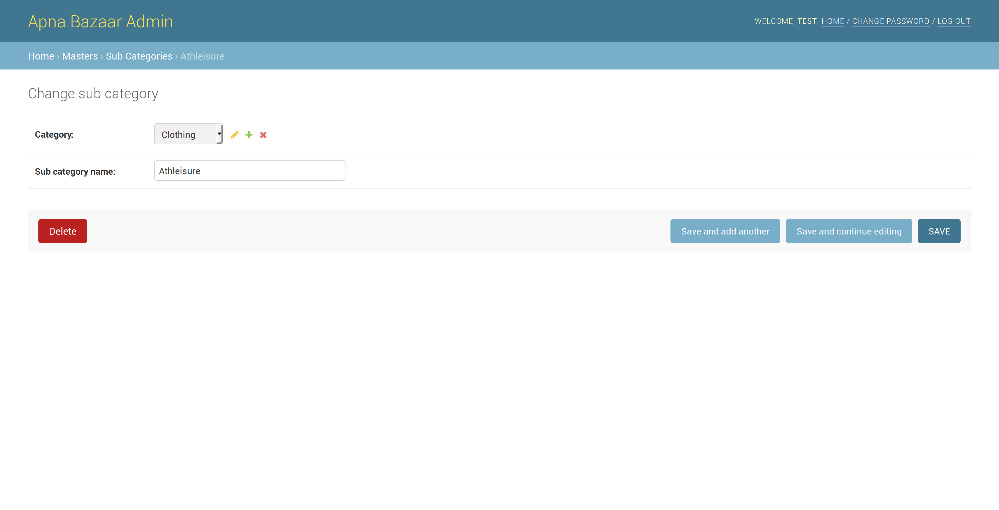 Apna Bazaar Admin
WELCOME, TEST. HOME / CHANGE PASSWORD / LOG OUT
Home › Masters › Sub Categories › Athleisure
Change sub category
Category: Clothing
Sub category name: Athleisure
Delete Save and add another Save and continue editing SAVE